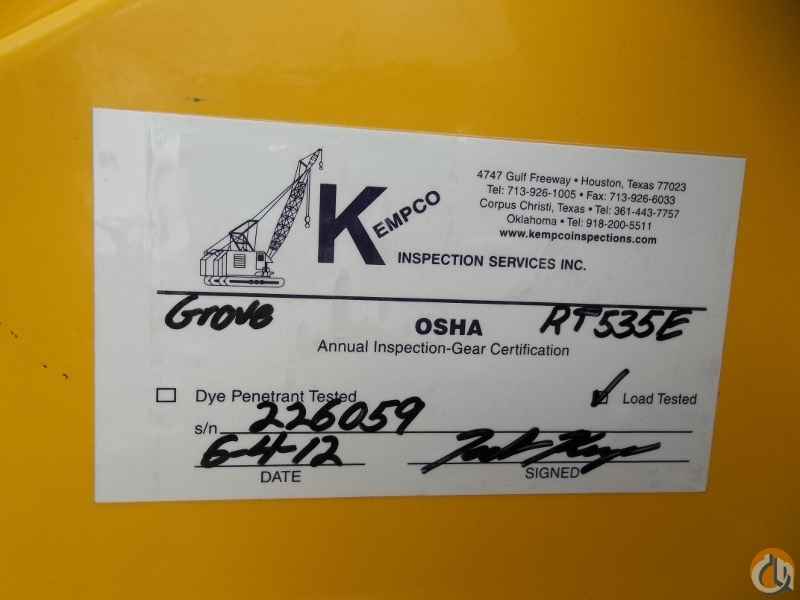 4747 Gulf Freeway • Houston, Texas 77023
Tel: 713-926-1005 • Fax: 713-926-6033
Corpus Christi, Texas • Tel: 361-443-7757
Oklahoma • Tel: 918-200-5511
www.kempcoinspections.com
KEMPCO
INSPECTION SERVICES INC.
Grove OSHA RT535E
Annual Inspection-Gear Certification
Dye Penetrant Tested Load Tested
s/n 226059
6-4-12
DATE SIGNED